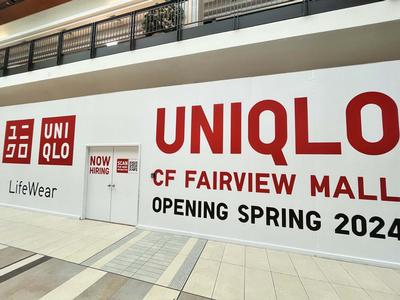 ユニ
クロ
UNI
QLO
LifeWear
NOW
HIRING
SCAN
UNIQLO
CF FAIRVIEW MALL
OPENING SPRING 2024